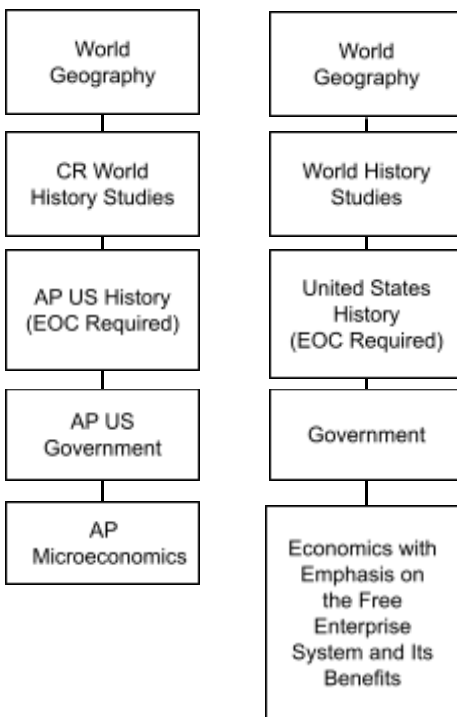 World
Geography
CR World
History Studies
AP US History
(EOC Required)
AP US
Government
AP
Microeconomics
World
Geography
World History
Studies
United States
History
(EOC Required)
Government
Economics with
Emphasis on
the Free
Enterprise
System and Its
Benefits